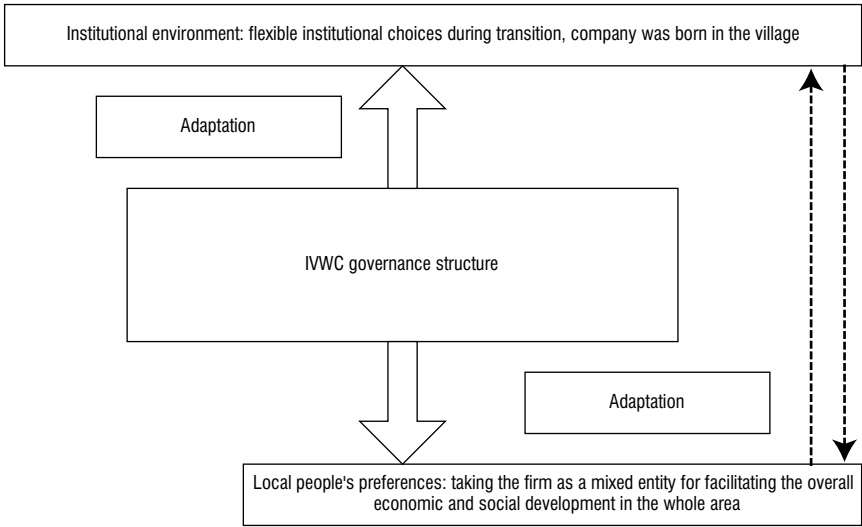 Institutional environment: flexible institutional choices during transition, company was born in the village
Adaptation
IVWC governance structure
Adaptation
Local people's preferences: taking the firm as a mixed entity for facilitating the overall
economic and social development in the whole area